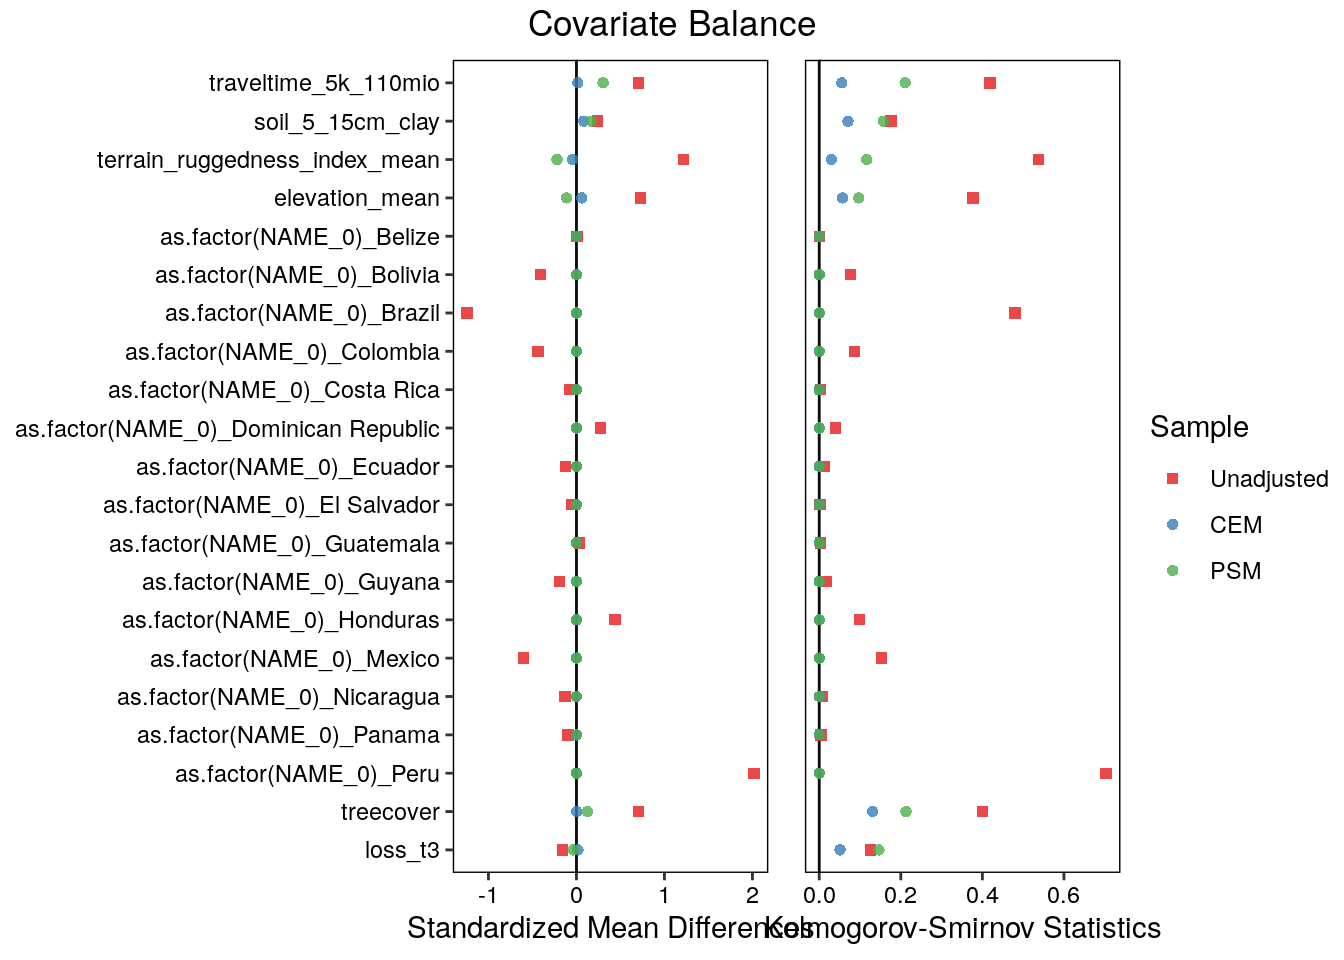 Covariate Balance
traveltime_5k_110mio
soil_5_15cm_clay
terrain_ruggedness_index_mean
elevation_mean
as.factor(NAME_0)_Belize
as.factor(NAME_0)_Bolivia
as.factor(NAME_0)_Brazil
as.factor(NAME_0)_Colombia
as.factor(NAME_0)_Costa Rica
as.factor(NAME_0)_Dominican Republic
as.factor(NAME_0)_Ecuador
as.factor(NAME_0)_El Salvador
as.factor(NAME_0)_Guatemala
as.factor(NAME_0)_Guyana
as.factor(NAME_0)_Honduras
as.factor(NAME_0)_Mexico
as.factor(NAME_0)_Nicaragua
as.factor(NAME_0)_Panama
as.factor(NAME_0)_Peru
treecover
loss_t3
-1 0 1 2
0.0 0.2 0.4 0.6
Standardized Mean Differences
Kolmogorov-Smirnov Statistics
Sample
Unadjusted
CEM
PSM